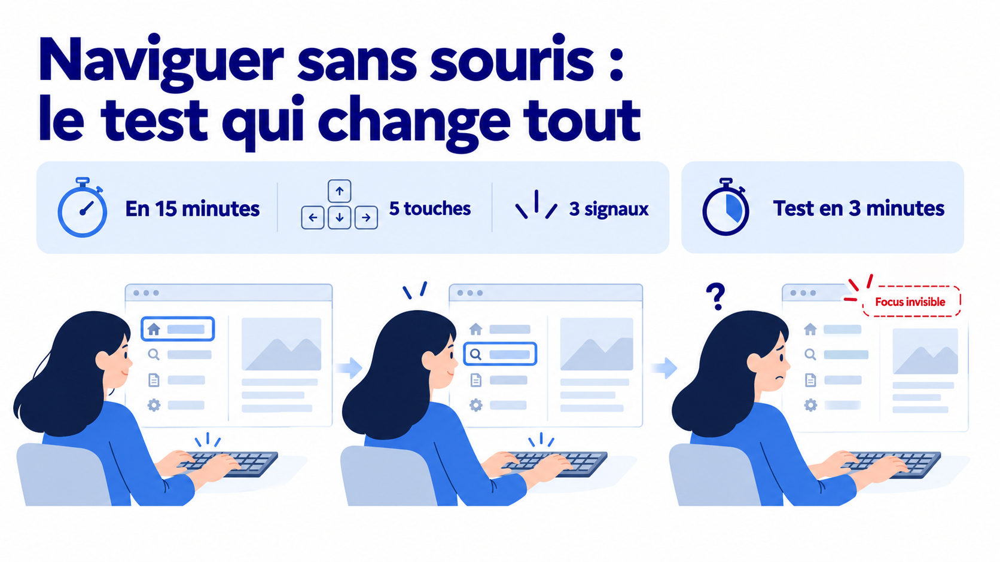 Naviguer sans souris :
le test qui change tout
En 15 minutes
5 touches
3 signaux
Test en 3 minutes
?
Focus invisible